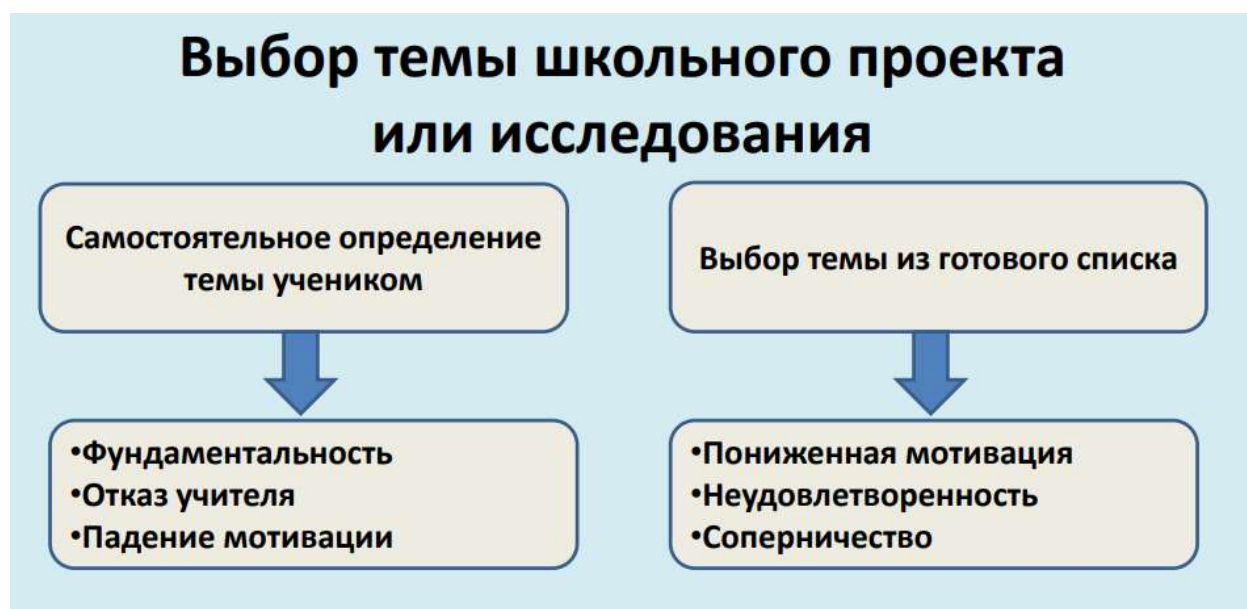 Выбор темы школьного проекта
или исследования
Самостоятельное определение
темы учеником
Выбор темы из готового списка
•Фундаментальность
•Отказ учителя
•Падение мотивации
•Пониженная мотивация
•Неудовлетворенность
•Соперничество